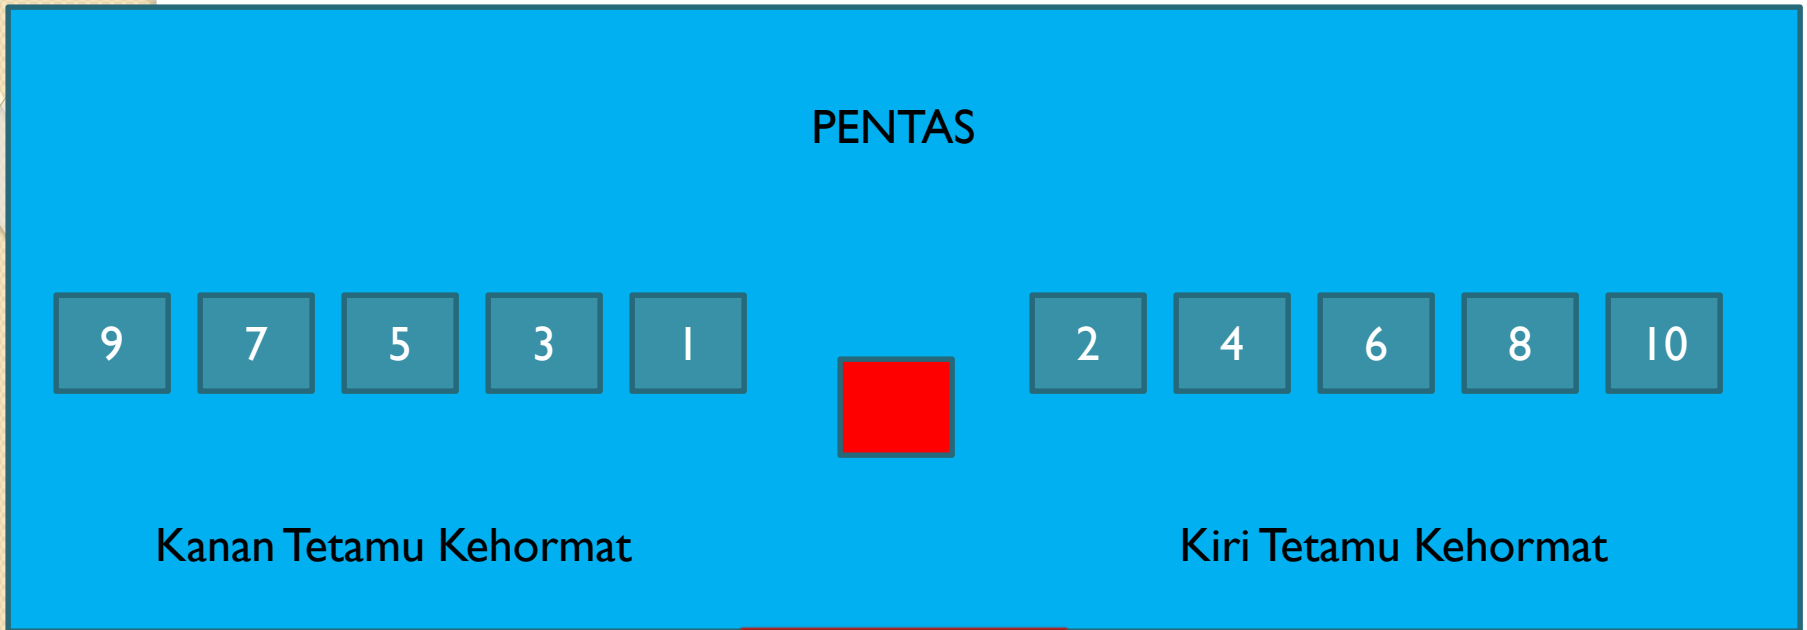 PENTAS
9 7 5 3 1 2 4 6 8 10
Kanan Tetamu Kehormat Kiri Tetamu Kehormat